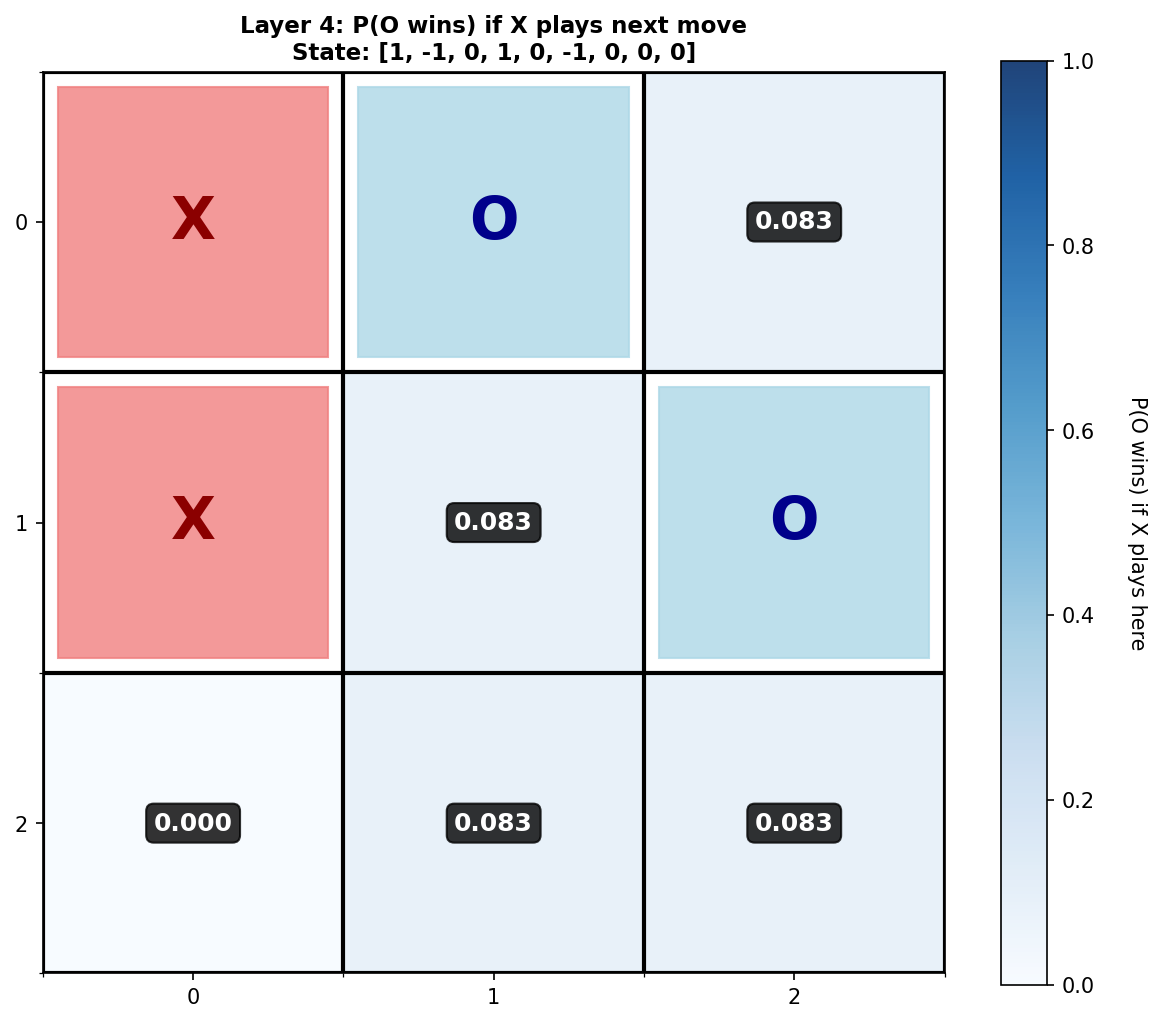 Layer 4: P(O wins) if X plays next move
State: [1, -1, 0, 1, 0, -1, 0, 0, 0]
X
O
0.083
X
0.083
O
0.000
0.083
0.083
0
1
2
0
1
2
1.0
0.8
0.6
0.4
0.2
0.0
P(O wins) if X plays here